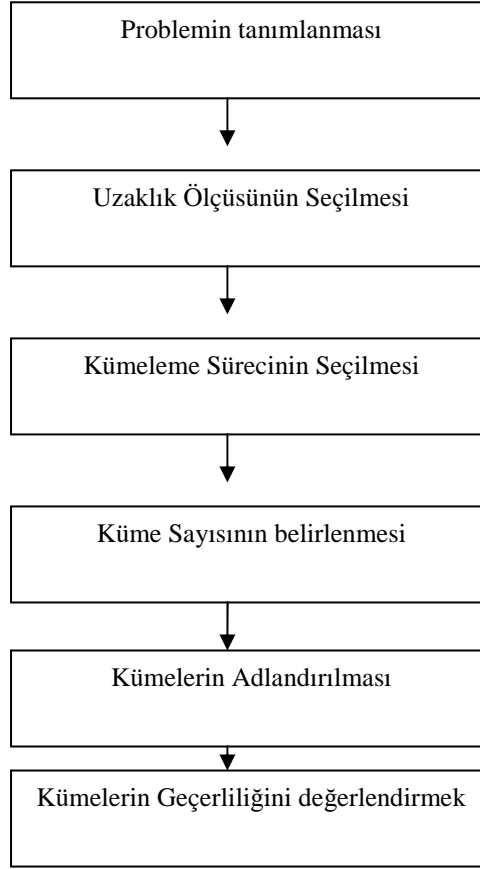 Problemin tanımlanması
Uzaklık Ölçüsünün Seçilmesi
Kümeleme Sürecinin Seçilmesi
Küme Sayısının belirlenmesi
Kümelerin Adlandırılması
Kümelerin Geçerliliğini değerlendirmek